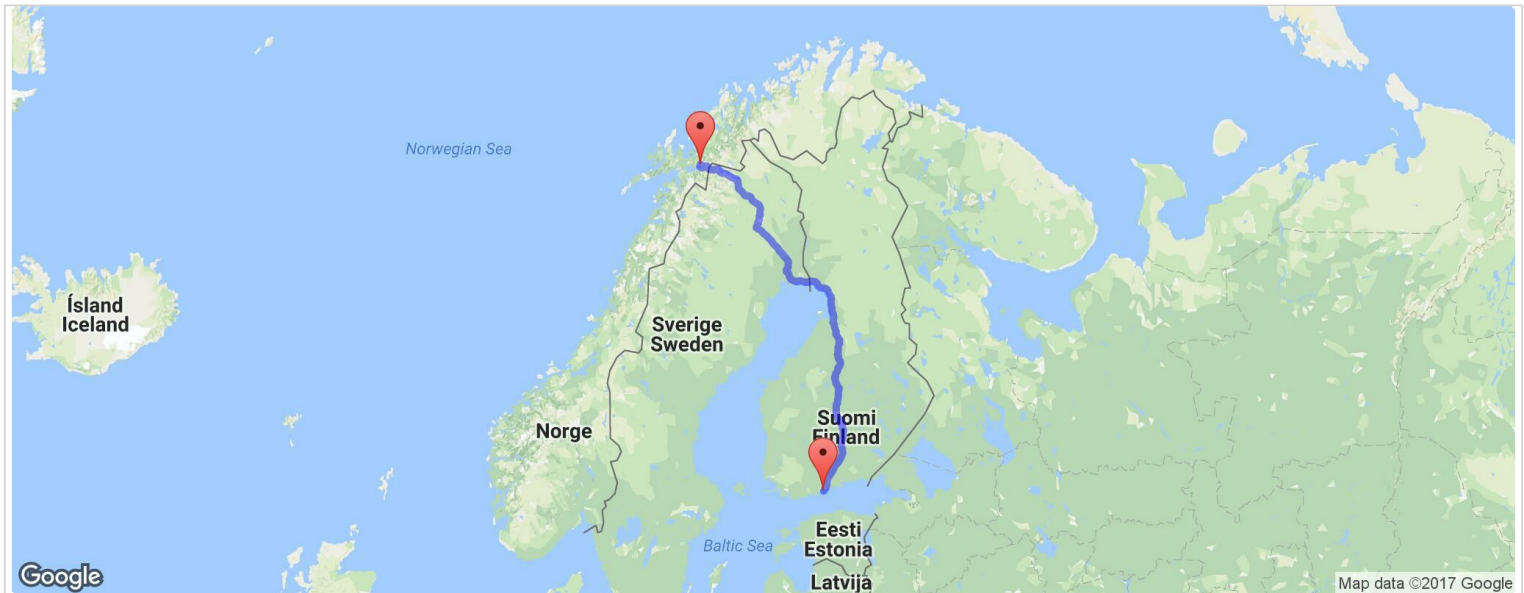 Norwegian Sea
Ísland
Iceland
Sverige
Sweden
Suomi
Finland
Norge
Eesti
Estonia
Baltic Sea
Latvija
Google
Map data ©2017 Google